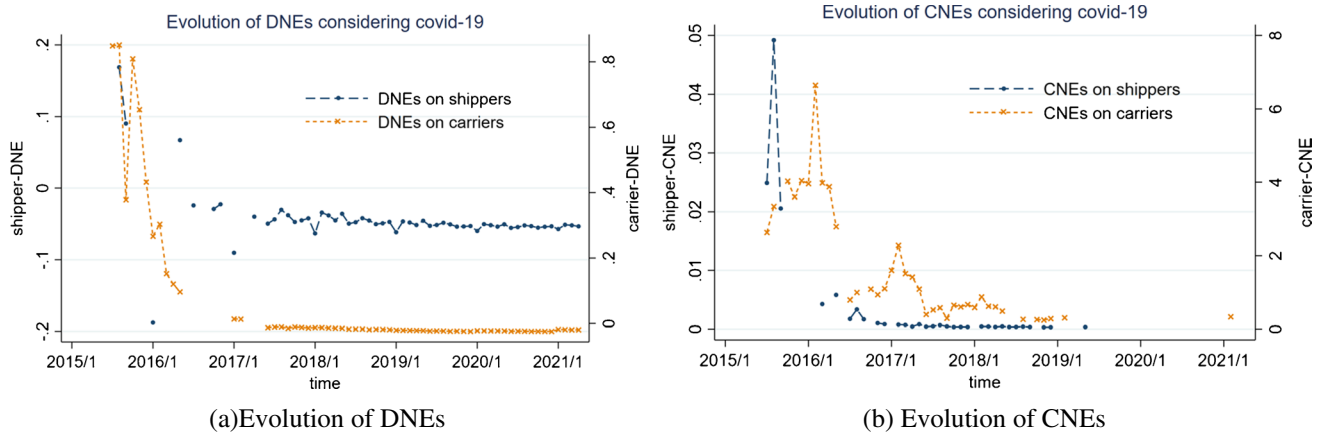 Evolution of DNEs considering covid-19
shipper-DNE
.2
.1
0
-.1
-.2
carrier-DNE
.8
.6
.4
.2
0
DNEs on shippers
DNEs on carriers
2015/1 2016/1 2017/1 2018/1 2019/1 2020/1 2021/1
time
(a)Evolution of DNEs
Evolution of CNEs considering covid-19
shipper-CNE
.05
.04
.03
.02
.01
0
carrier-CNE
8
6
4
2
0
CNEs on shippers
CNEs on carriers
2015/1 2016/1 2017/1 2018/1 2019/1 2020/1 2021/1
time
(b) Evolution of CNEs